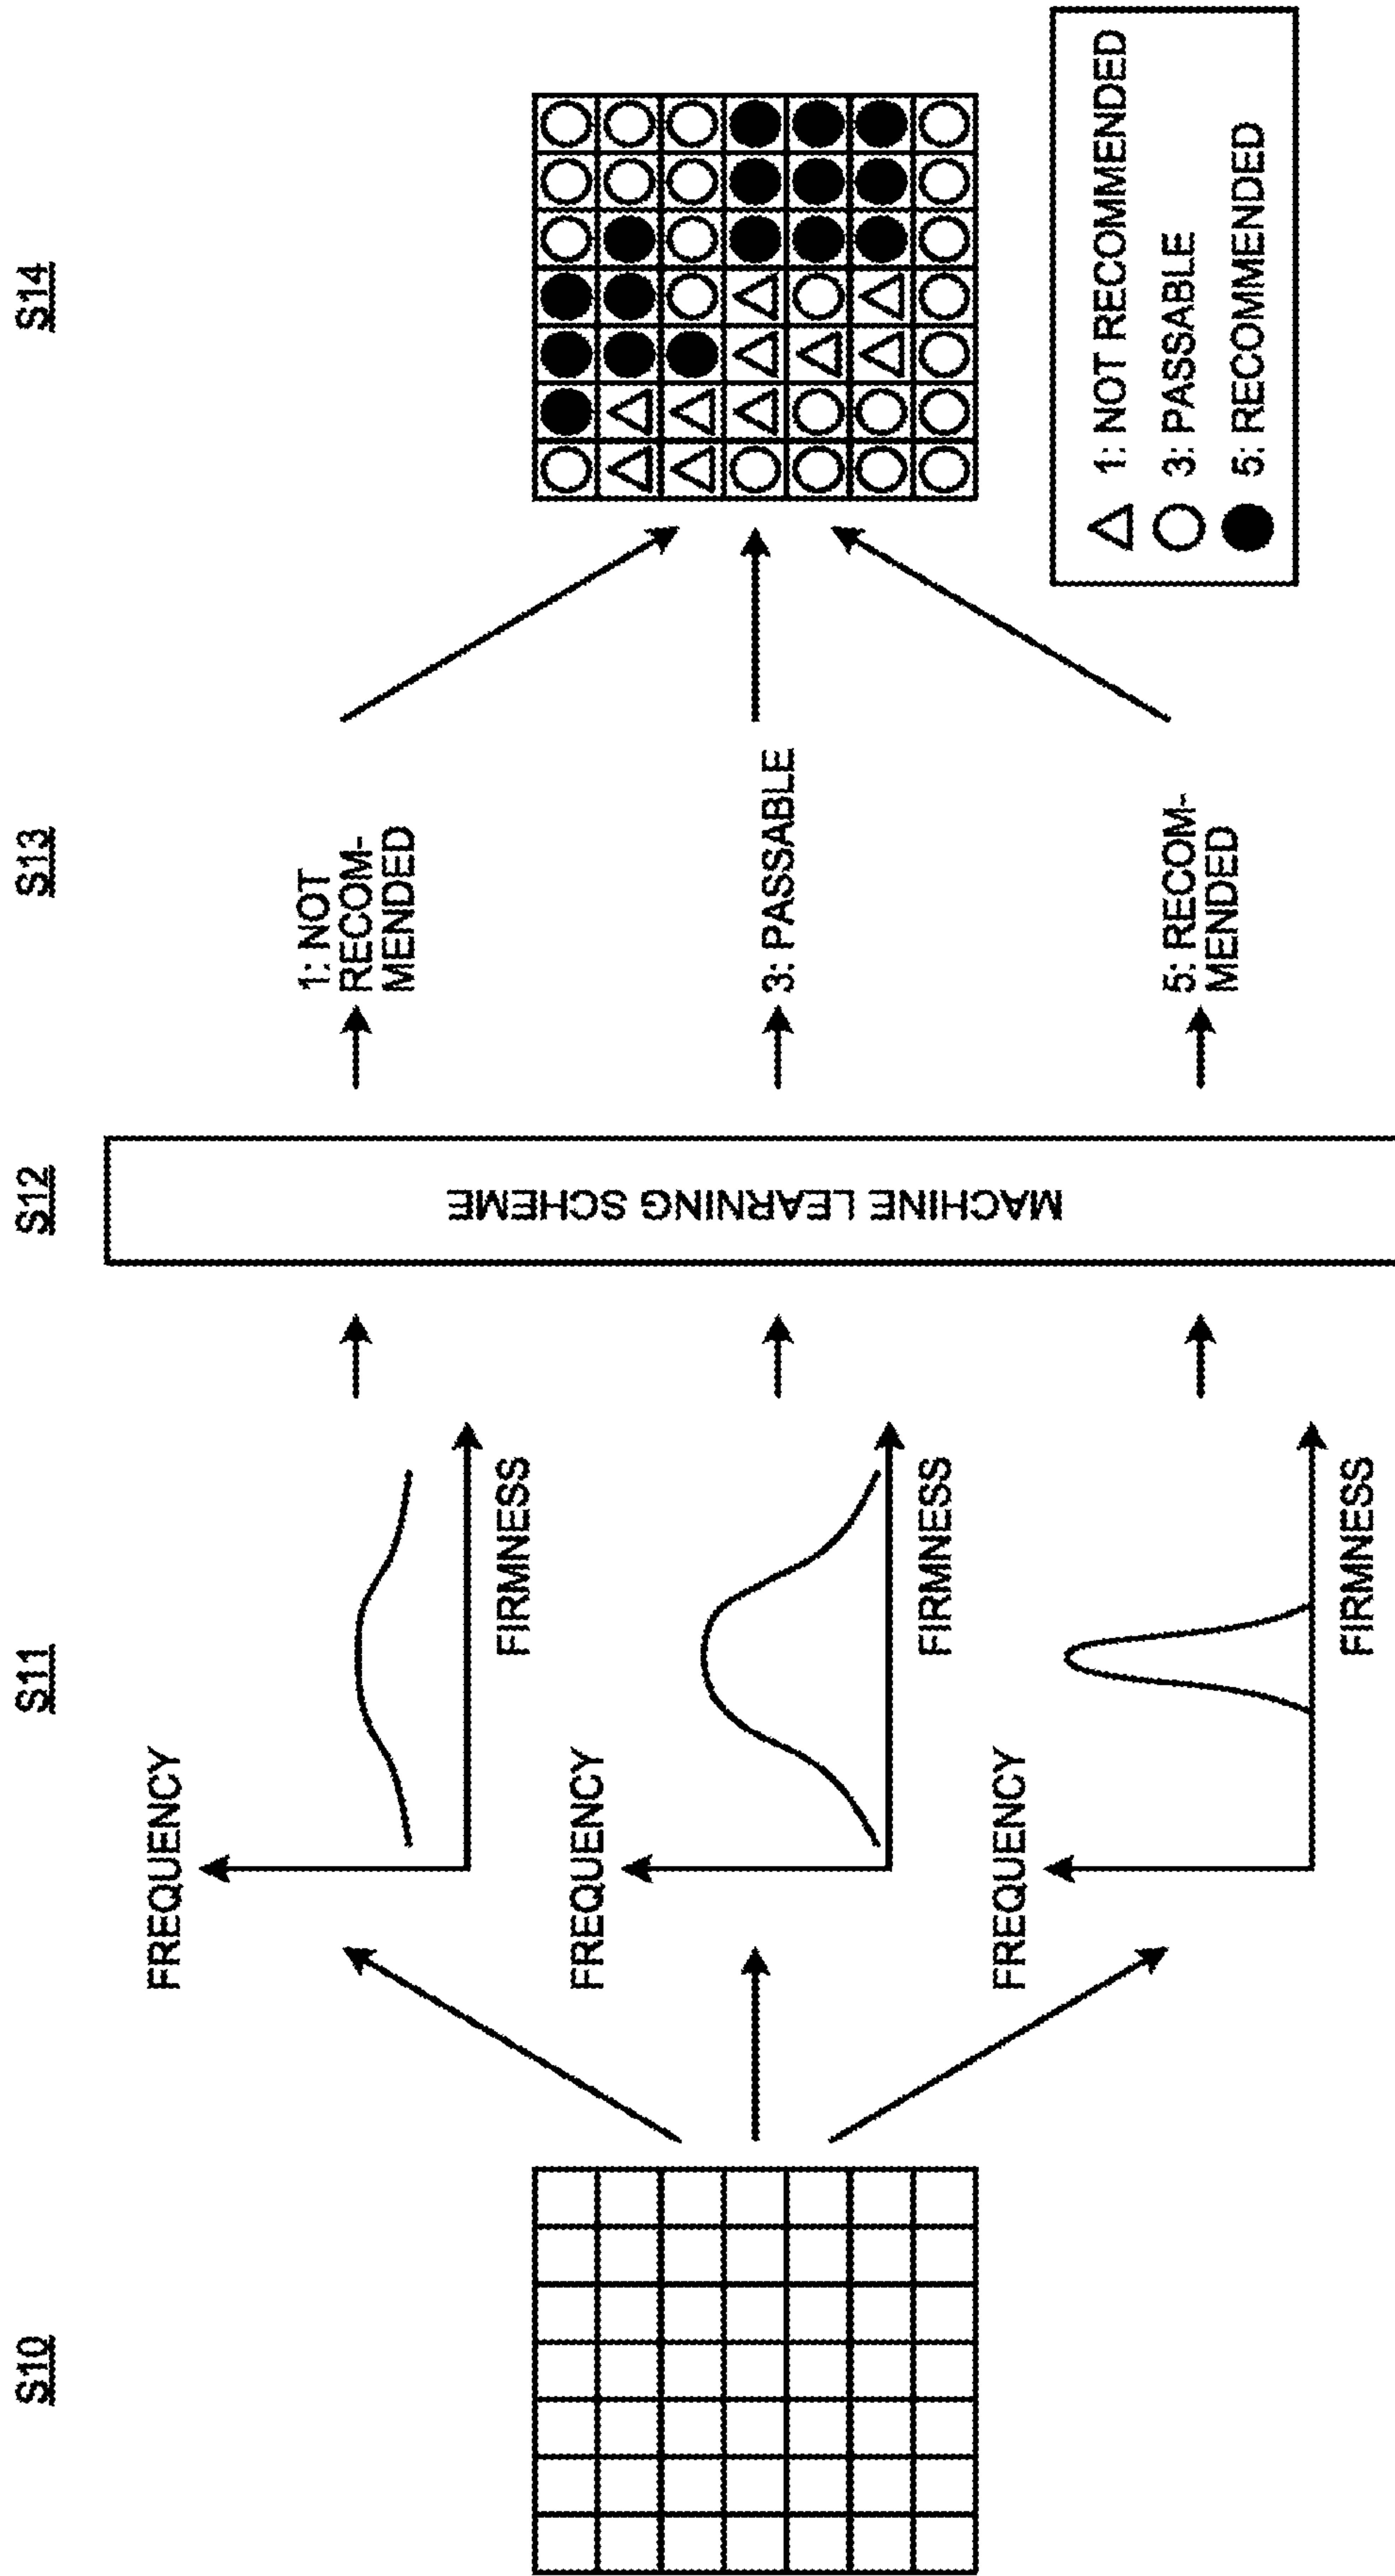 S10
S11
S12
S13
S14
FREQUENCY
FIRMNESS
FREQUENCY
FIRMNESS
FREQUENCY
FIRMNESS
MACHINE LEARNING SCHEME
1: NOT
RECOM-
MENDED
3: PASSABLE
5: RECOM-
MENDED
1: NOT RECOMMENDED
3: PASSABLE
5: RECOMMENDED